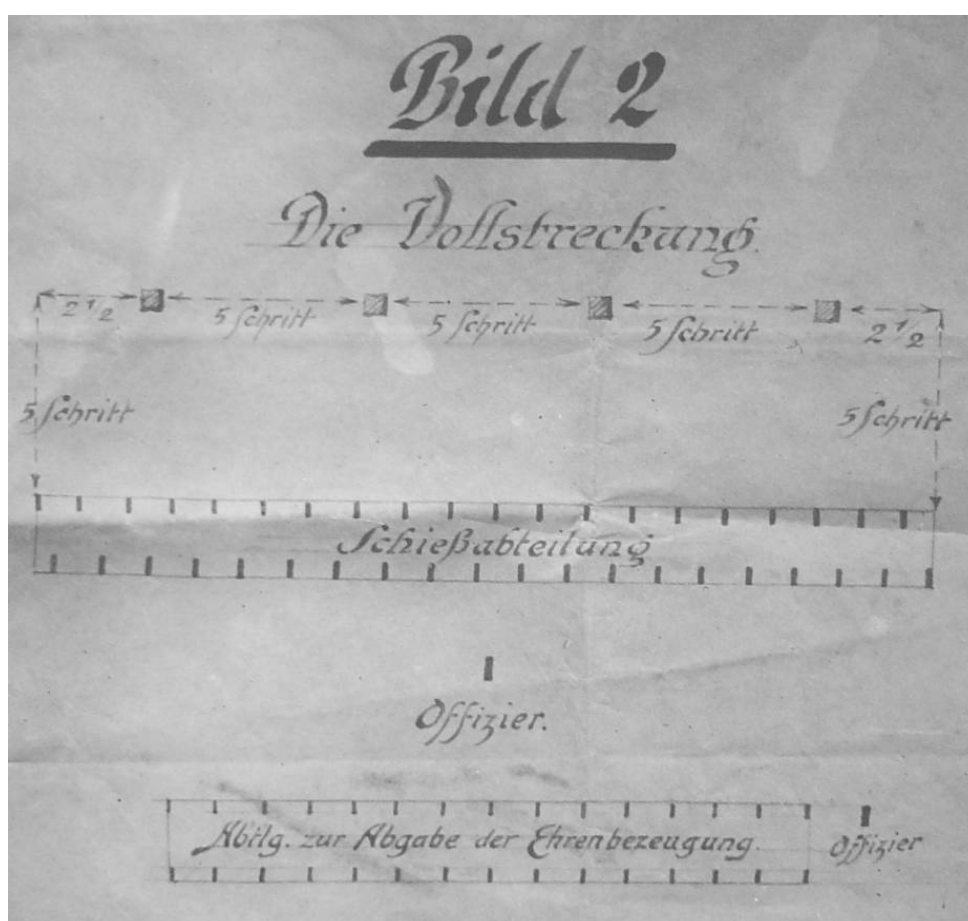 Bild 2
Die Vollstreckung.
2 1/2 5 Schritt 5 Schritt 5 Schritt 2 1/2
5 Schritt 5 Schritt
Schießabteilung
Offizier.
Abtlg. zur Abgabe der Ehrenbezeugung. Offizier